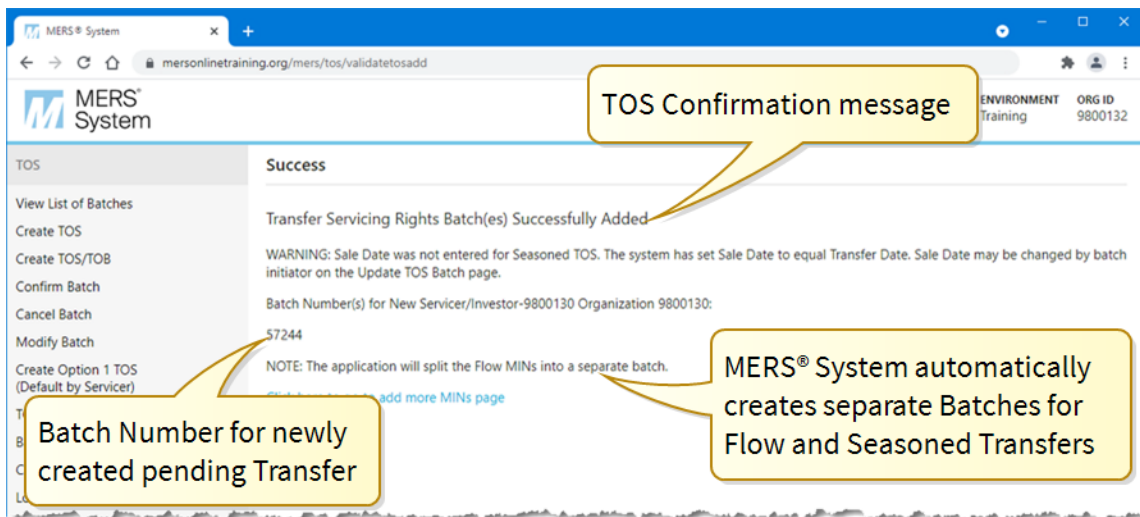 MERS® System
mersonlinetraining.org/mers/tos/validatetosadd
MERS®
System
TOS Confirmation message
ENVIRONMENT
Training
ORG ID
9800132
TOS
View List of Batches
Create TOS
Create TOS/TOB
Confirm Batch
Cancel Batch
Modify Batch
Create Option 1 TOS
(Default by Servicer)
Success
Transfer Servicing Rights Batch(es) Successfully Added
WARNING: Sale Date was not entered for Seasoned TOS. The system has set Sale Date to equal Transfer Date. Sale Date may be changed by batch
initiator on the Update TOS Batch page.
Batch Number(s) for New Servicer/Investor-9800130 Organization 9800130:
57244
NOTE: The application will split the Flow MINs into a separate batch.
add more MINs page
Batch Number for newly
created pending Transfer
MERS® System automatically
creates separate Batches for
Flow and Seasoned Transfers